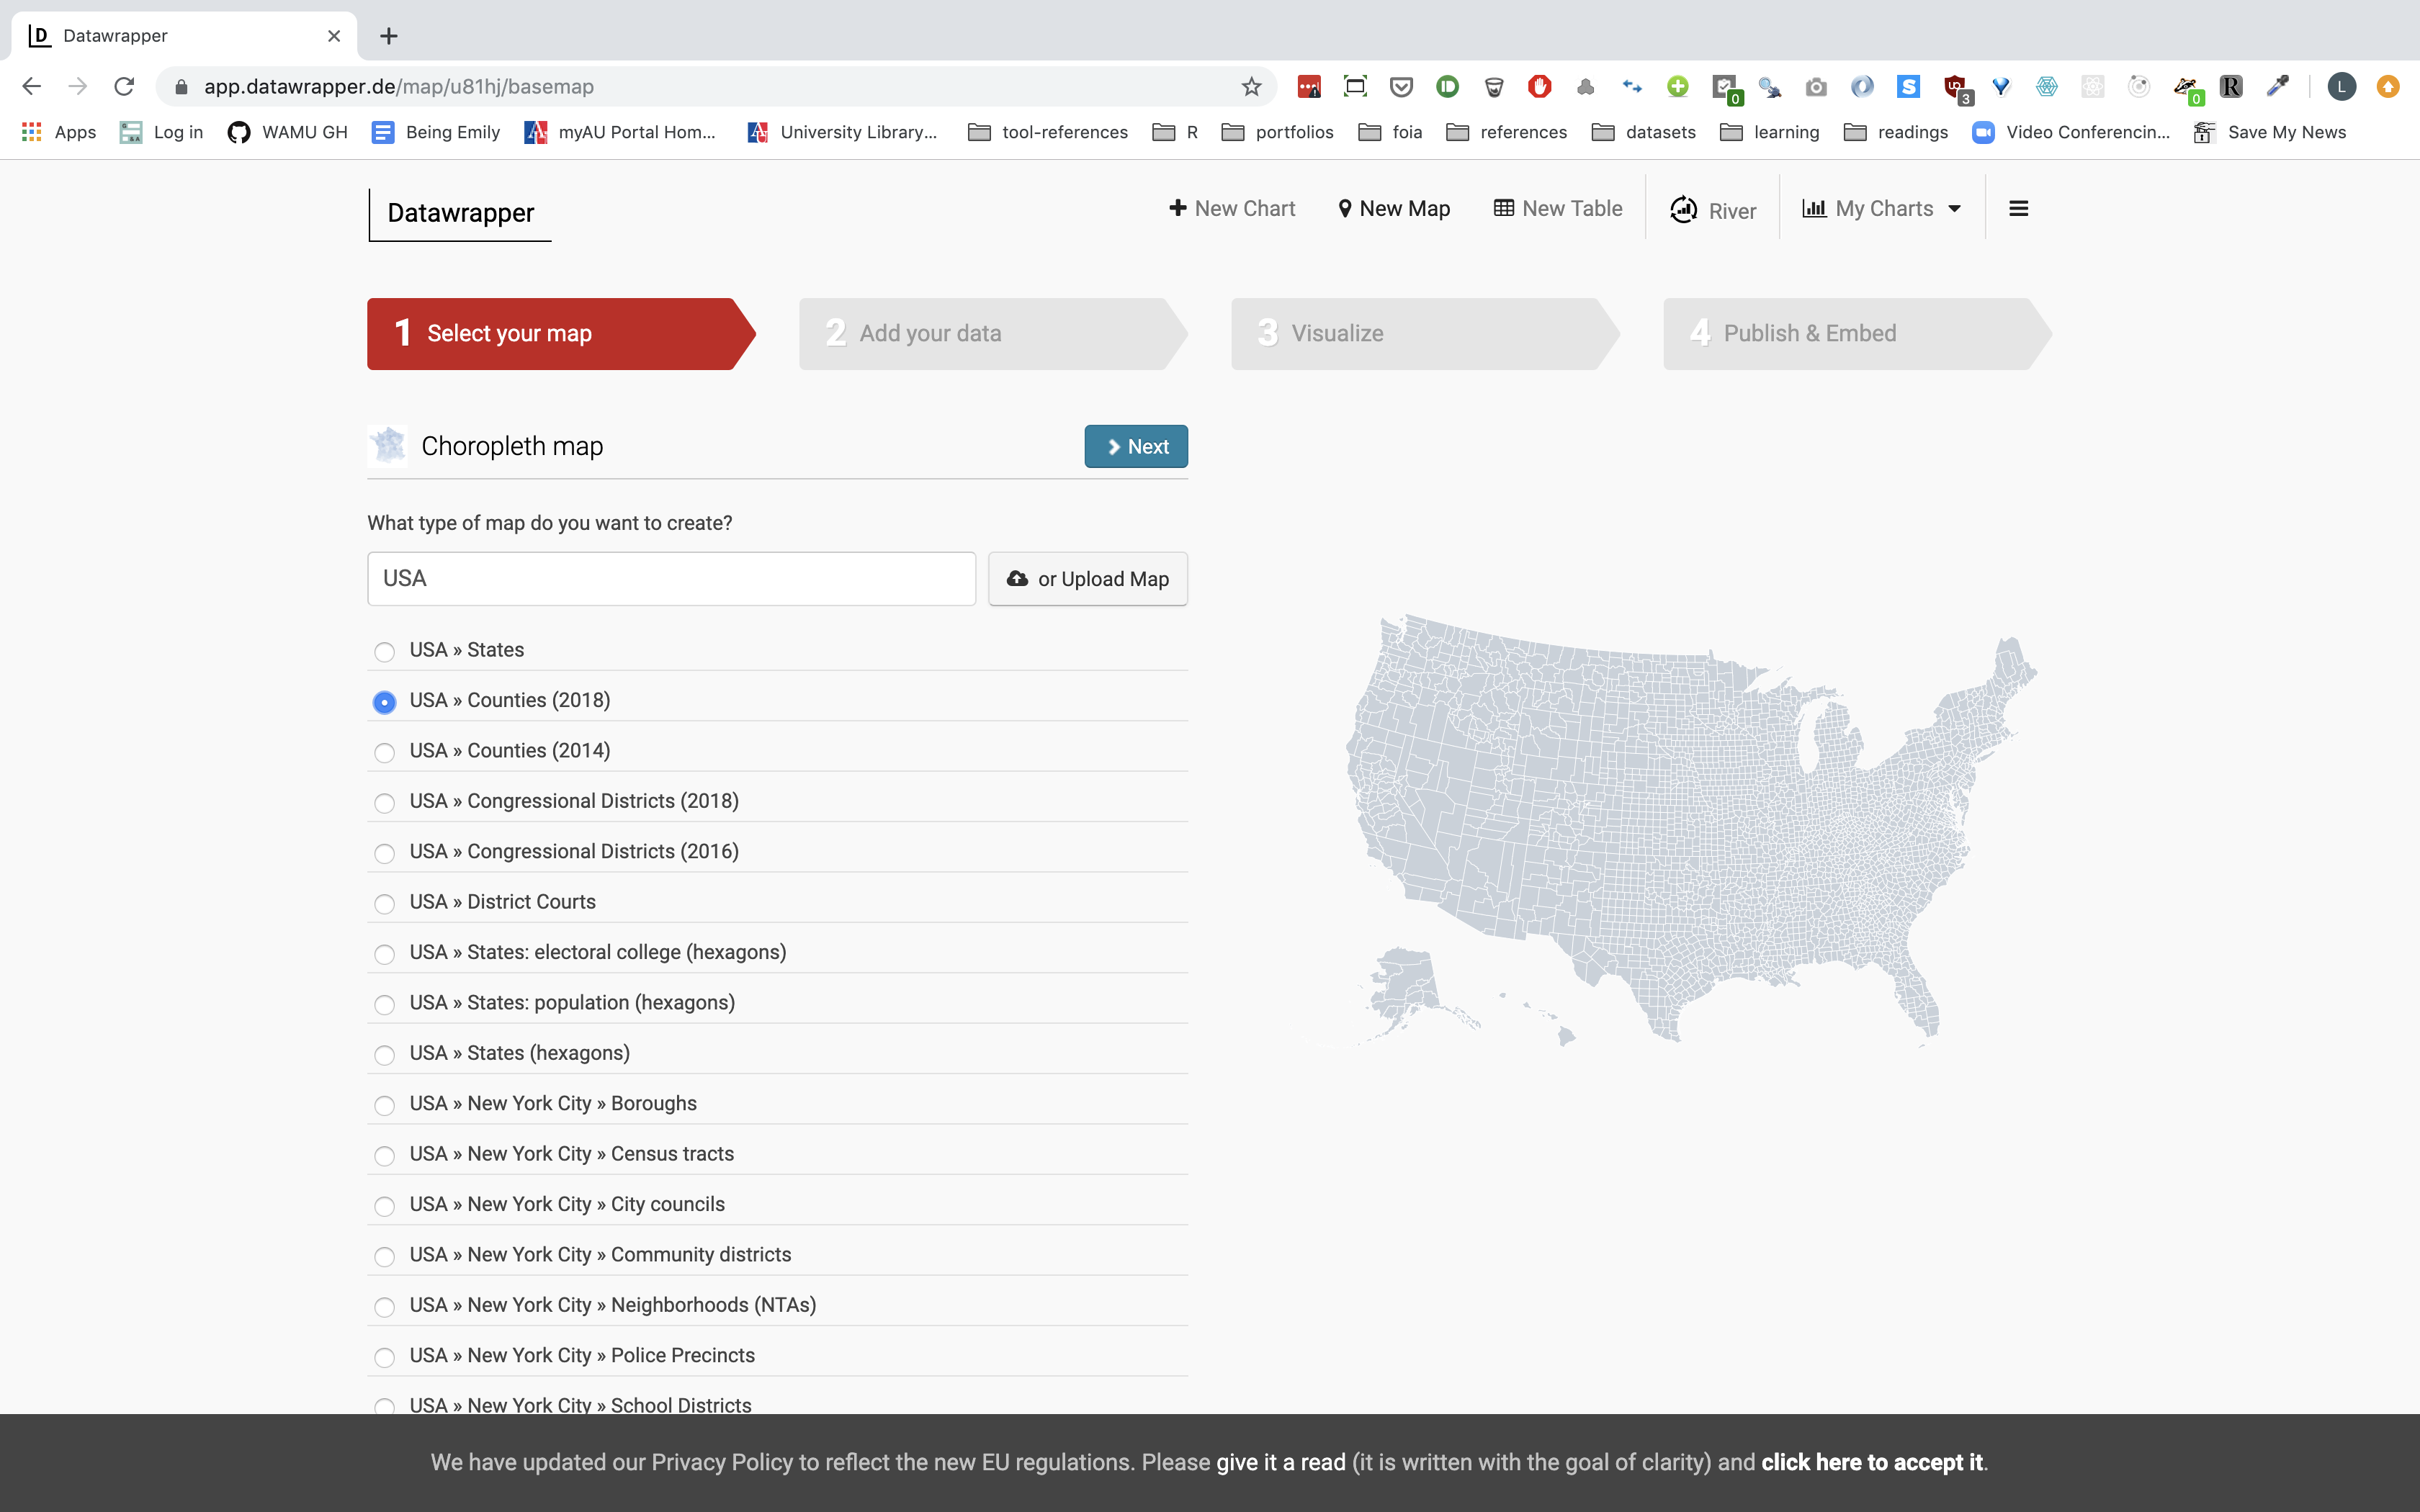 D Datawrapper
app.datawrapper.de/map/u81hj/basemap
0 3 0 R L
Apps Log in WAMU GH Being Emily myAU Portal Hom... University Library... tool-references R portfolios foia references datasets learning readings Video Conferencin... Save My News
Datawrapper
New Chart New Map New Table River My Charts
1 Select your map 2 Add your data 3 Visualize 4 Publish & Embed
Choropleth map
Next
What type of map do you want to create?
USA
or Upload Map
USA » States
USA » Counties (2018)
USA » Counties (2014)
USA » Congressional Districts (2018)
USA » Congressional Districts (2016)
USA » District Courts
USA » States: electoral college (hexagons)
USA » States: population (hexagons)
USA » States (hexagons)
USA » New York City » Boroughs
USA » New York City » Census tracts
USA » New York City » City councils
USA » New York City » Community districts
USA » New York City » Neighborhoods (NTAs)
USA » New York City » Police Precincts
USA » New York City » School Districts
We have updated our Privacy Policy to reflect the new EU regulations. Please give it a read (it is written with the goal of clarity) and click here to accept it.